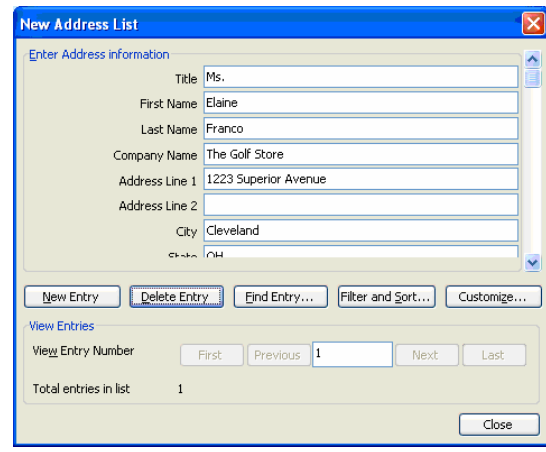 New Address List
Enter Address information
Title Ms.
First Name Elaine
Last Name Franco
Company Name The Golf Store
Address Line 1 1223 Superior Avenue
Address Line 2
City Cleveland
State OH
New Entry Delete Entry Find Entry... Filter and Sort... Customize...
View Entries
View Entry Number First Previous 1 Next Last
Total entries in list 1
Close